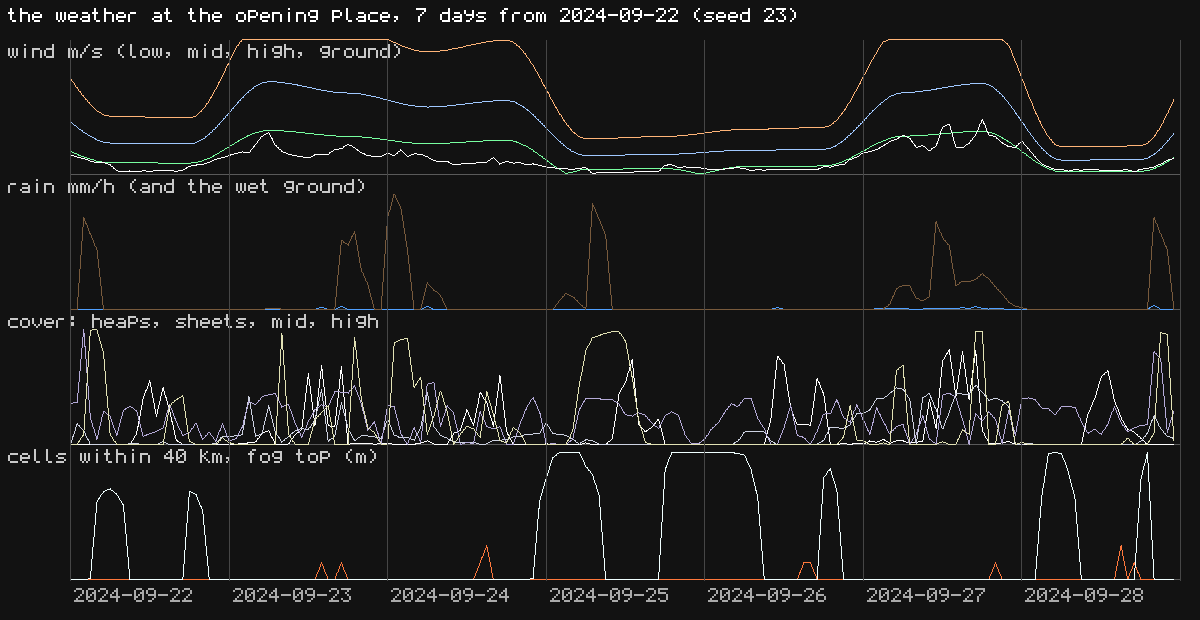 the weather at the oPening Place, 7 days from 2024-09-22 (seed 23)
wind m/s (low, mid, high, ground)
rain mm/h (and the wet ground)
cover: heaPs, sheets, mid, high
cells within 40 Km, fog toP (m)
2024-09-22 2024-09-23 2024-09-24 2024-09-25 2024-09-26 2024-09-27 2024-09-28